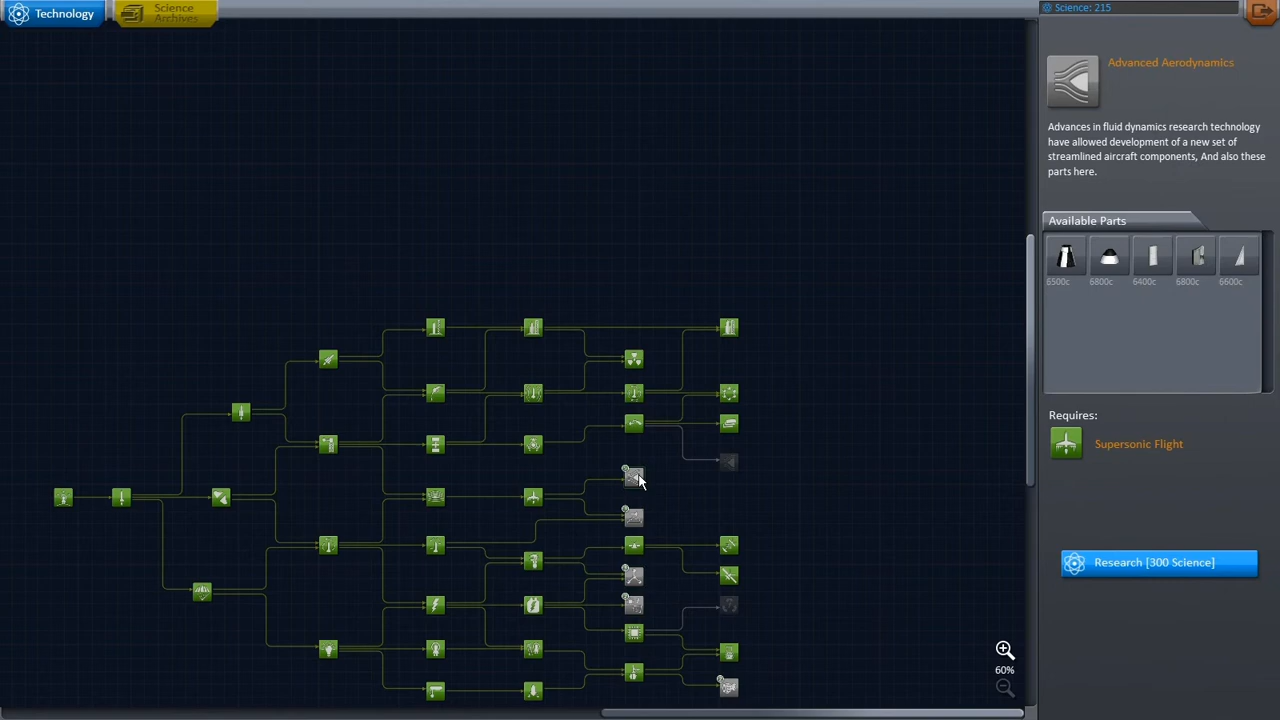 Technology
Science
Archives
Science: 215
Advanced Aerodynamics
Advances in fluid dynamics research technology
have allowed development of a new set of
streamlined aircraft components, And also these
parts here.
Available Parts
6500c 6800c 6400c 6800c 6600c
Requires:
Supersonic Flight
Research [300 Science]
60%